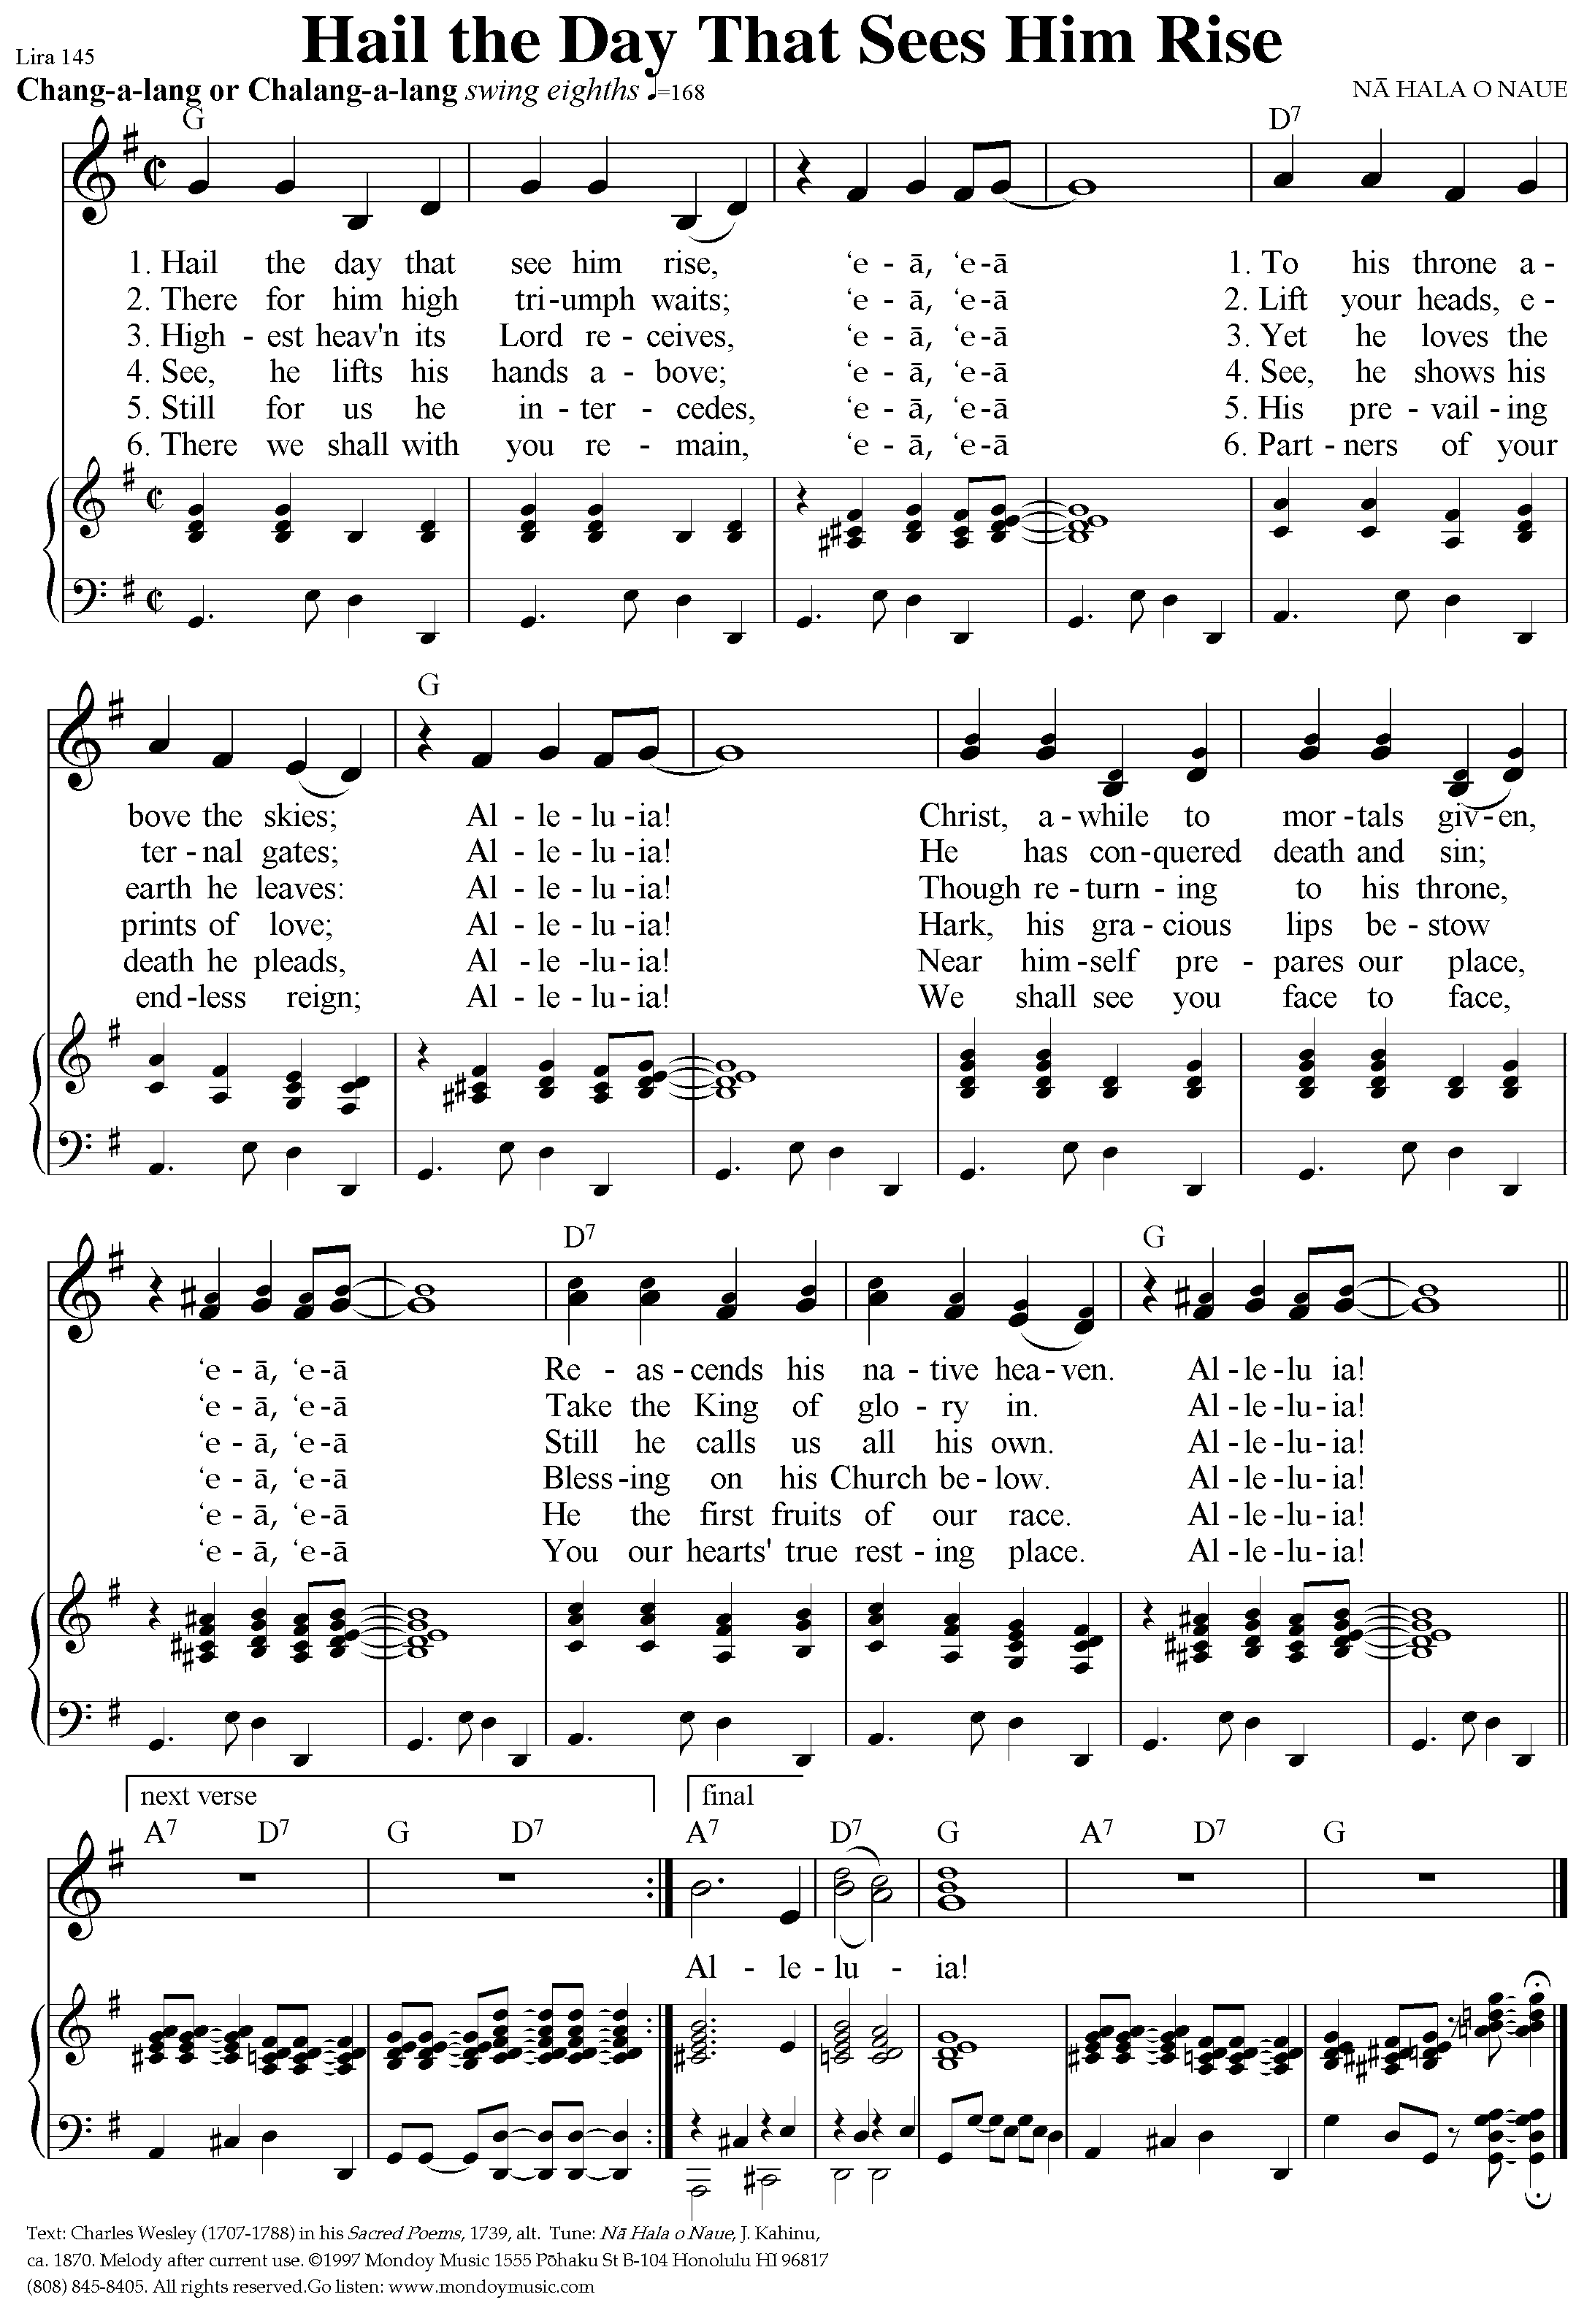 Hail the Day That Sees Him Rise
Lira 145
Chang-a-lang or Chalang-a-lang swing eighths ♩=168
NĀ HALA O NAUE
G D7
1. Hail the day that see him rise, ‘e - ā, ‘e-ā 1. To his throne a -
2. There for him high tri-umph waits; ‘e - ā, ‘e-ā 2. Lift your heads, e -
3. High - est heav'n its Lord re - ceives, ‘e - ā, ‘e-ā 3. Yet he loves the
4. See, he lifts his hands a - bove; ‘e - ā, ‘e-ā 4. See, he shows his
5. Still for us he in - ter - cedes, ‘e - ā, ‘e-ā 5. His pre - vail - ing
6. There we shall with you re - main, ‘e - ā, ‘e-ā 6. Part - ners of your
G
bove the skies; Al - le - lu - ia! Christ, a - while to mor - tals giv - en,
ter - nal gates; Al - le - lu - ia! He has con - quered death and sin;
earth he leaves: Al - le - lu - ia! Though re - turn - ing to his throne,
prints of love; Al - le - lu - ia! Hark, his gra - cious lips be - stow
death he pleads, Al - le - lu - ia! Near him - self pre - pares our place,
end - less reign; Al - le - lu - ia! We shall see you face to face,
D7 G
‘e - ā, ‘e-ā Re - as - cends his na - tive hea - ven. Al - le - lu ia!
‘e - ā, ‘e-ā Take the King of glo - ry in. Al - le - lu - ia!
‘e - ā, ‘e-ā Still he calls us all his own. Al - le - lu - ia!
‘e - ā, ‘e-ā Bless - ing on his Church be - low. Al - le - lu - ia!
‘e - ā, ‘e-ā He the first fruits of our race. Al - le - lu - ia!
‘e - ā, ‘e-ā You our hearts' true rest - ing place. Al - le - lu - ia!
next verse final
A7 D7 G D7 A7 D7 G A7 D7 G
Al - le - lu - ia!
Text: Charles Wesley (1707-1788) in his Sacred Poems, 1739, alt. Tune: Nā Hala o Naue, J. Kahinu,
ca. 1870. Melody after current use. ©1997 Mondoy Music 1555 Pōhaku St B-104 Honolulu HI 96817
(808) 845-8405. All rights reserved.Go listen: www.mondoymusic.com